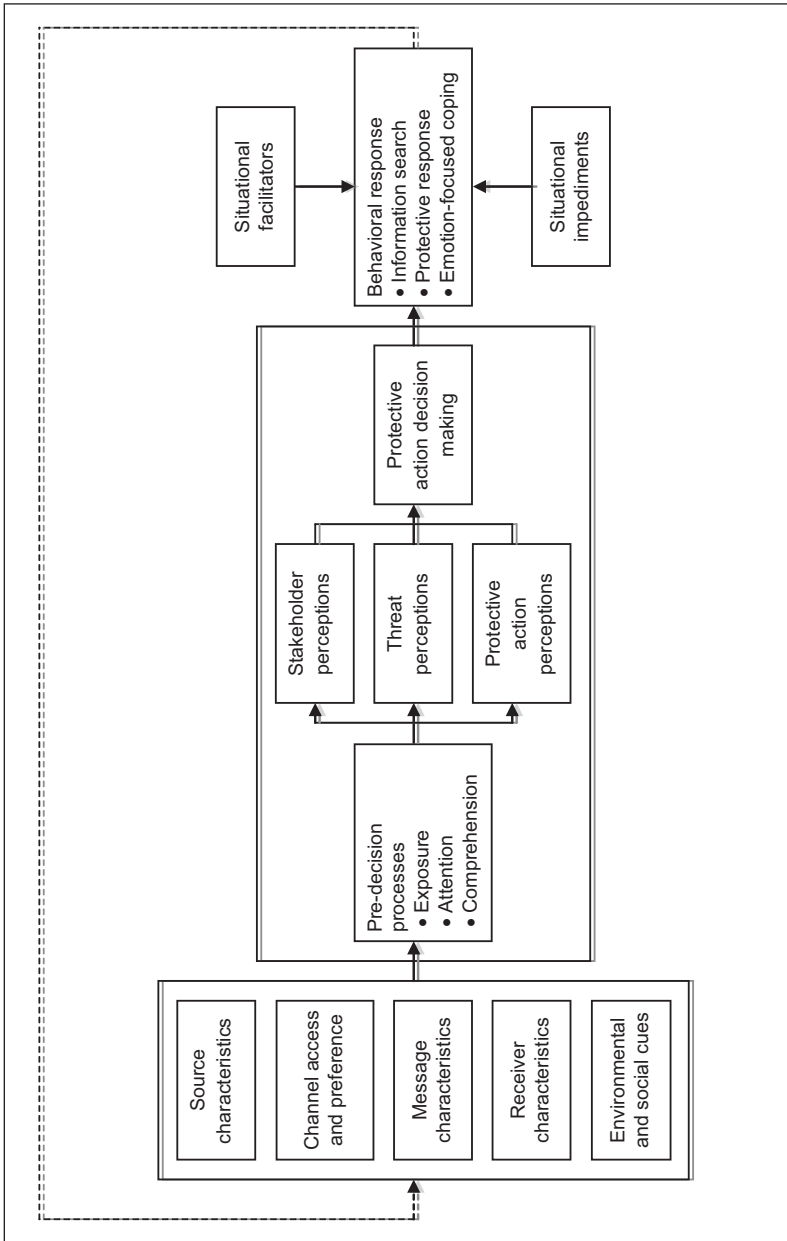 Source
characteristics
Channel access
and preference
Message
characteristics
Receiver
characteristics
Environmental
and social cues
Pre-decision
processes
• Exposure
• Attention
• Comprehension
Stakeholder
perceptions
Threat
perceptions
Protective
action
perceptions
Protective
action decision
making
Situational
facilitators
Behavioral response
• Information search
• Protective response
• Emotion-focused coping
Situational
impediments